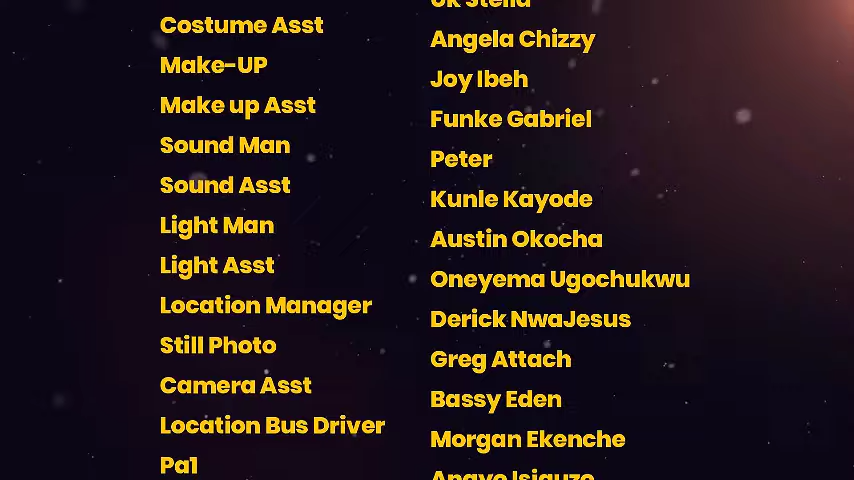 Uk Stella
Costume Asst
Angela Chizzy
Make-UP
Joy Ibeh
Make up Asst
Funke Gabriel
Sound Man
Peter
Sound Asst
Kunle Kayode
Light Man
Austin Okocha
Light Asst
Oneyema Ugochukwu
Location Manager
Derick NwaJesus
Still Photo
Greg Attach
Camera Asst
Bassy Eden
Location Bus Driver
Morgan Ekenche
Pa1